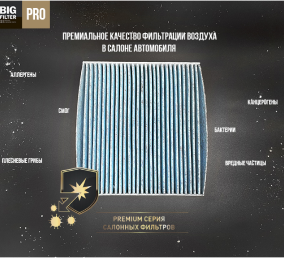 BIG
FILTER
PRO
ПРЕМИАЛЬНОЕ КАЧЕСТВО ФИЛЬТРАЦИИ ВОЗДУХА
В САЛОНЕ АВТОМОБИЛЯ
АЛЛЕРГЕНЫ
КАНЦЕРОГЕНЫ
СМОГ
БАКТЕРИИ
ПЛЕСНЕВЫЕ ГРИБЫ
ВРЕДНЫЕ ЧАСТИЦЫ
PREMIUM СЕРИЯ
САЛОННЫХ ФИЛЬТРОВ